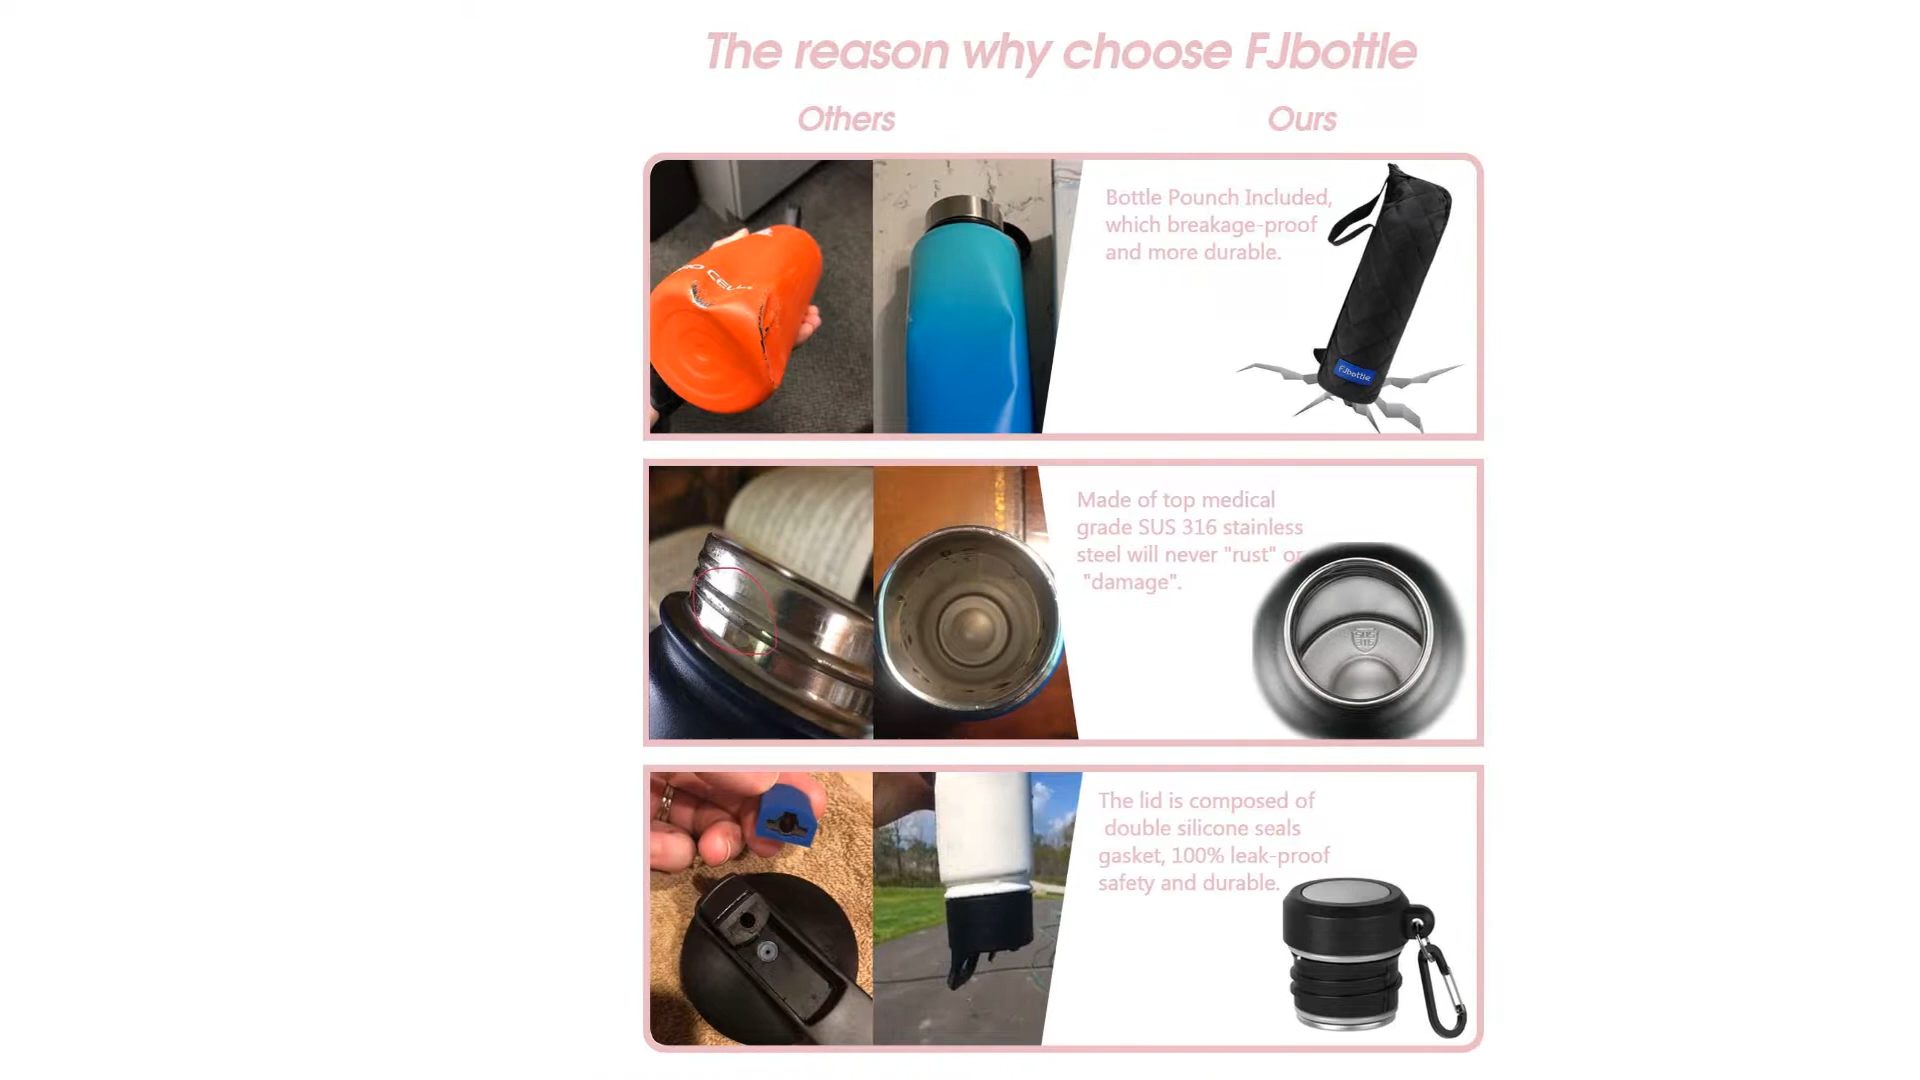 The reason why choose FJbottle
Others
Ours
Bottle Pounch Included,
which breakage-proof
and more durable.
FJbottle
Made of top medical
grade SUS 316 stainless
steel will never "rust" or
"damage".
SUS
316
The lid is composed of
double silicone seals
gasket, 100% leak-proof
safety and durable.